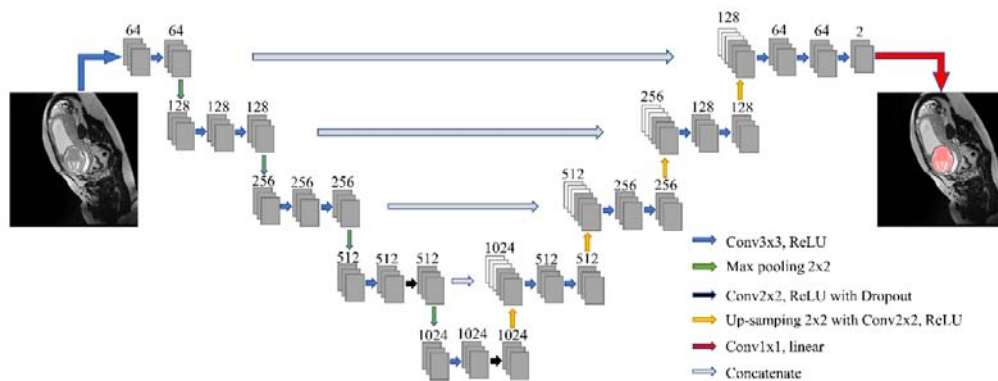 64 64 128 64 64 2
128 128 128 256 128 128
256 256 256 512 256 256
512 512 512 1024 512 512
1024 1024 1024
Conv3x3, ReLU
Max pooling 2x2
Conv2x2, ReLU with Dropout
Up-samping 2x2 with Conv2x2, ReLU
Conv1x1, linear
Concatenate